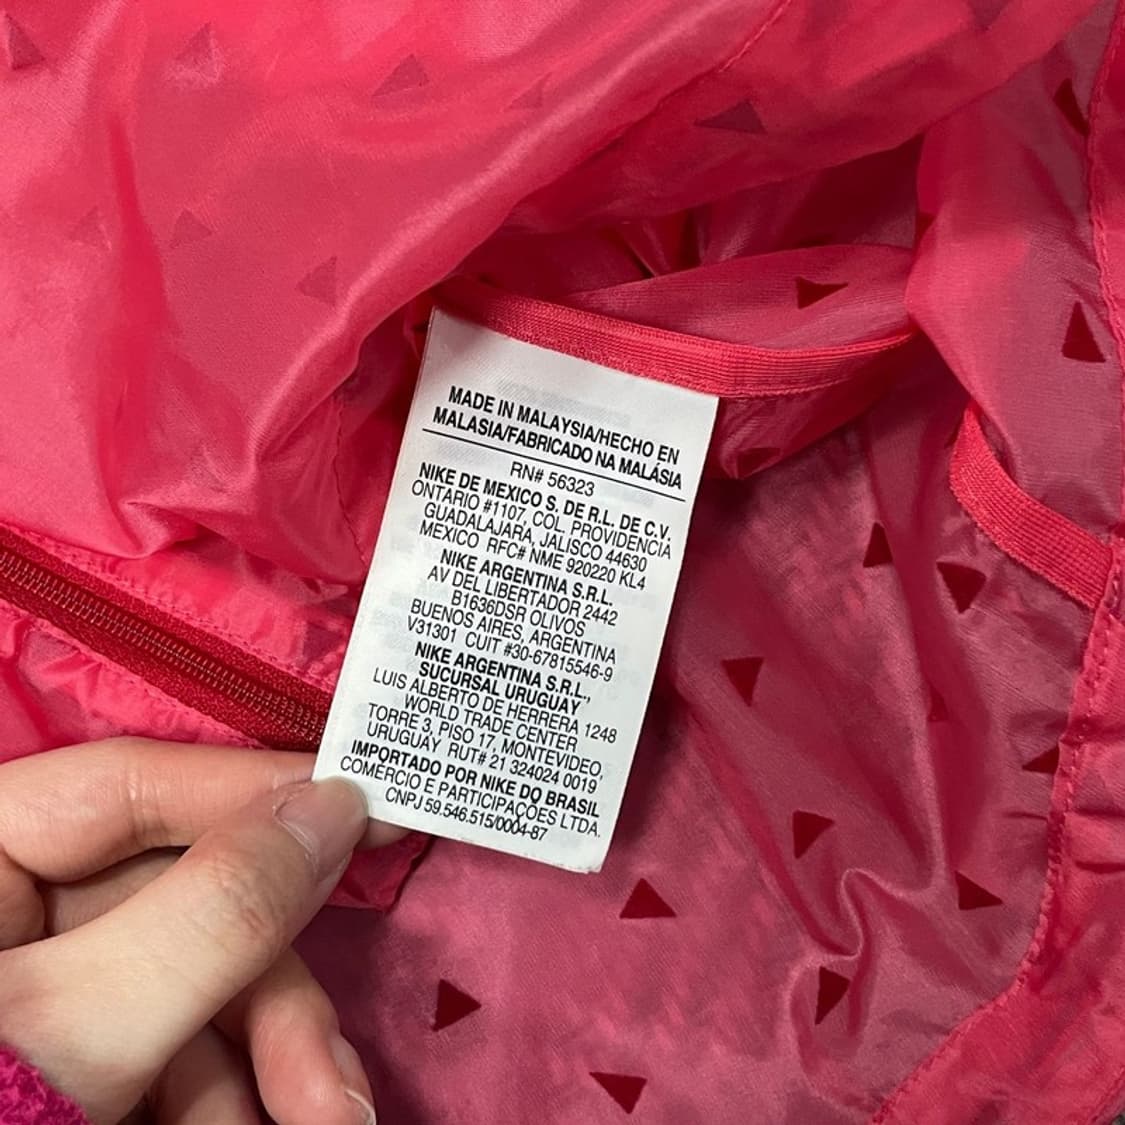 MADE IN MALAYSIA/HECHO EN
MALASIA/FABRICADO NA MALÁSIA
RN# 56323
NIKE DE MEXICO S. DE R.L. DE C.V.
ONTARIO #1107, COL. PROVIDENCIA
GUADALAJARA, JALISCO 44630
MEXICO RFC# NME 920220 KL4
NIKE ARGENTINA S.R.L.
AV DEL LIBERTADOR 2442
B1636DSR OLIVOS
BUENOS AIRES, ARGENTINA
V31301 CUIT #30-67815546-9
NIKE ARGENTINA S.R.L.,
SUCURSAL URUGUAY
LUIS ALBERTO DE HERRERA 1248
WORLD TRADE CENTER
TORRE 3, PISO 17, MONTEVIDEO,
URUGUAY RUT# 21 324024 0019
IMPORTADO POR NIKE DO BRASIL
COMÉRCIO E PARTICIPAÇÕES LTDA.
CNPJ 59.546.515/0004-87